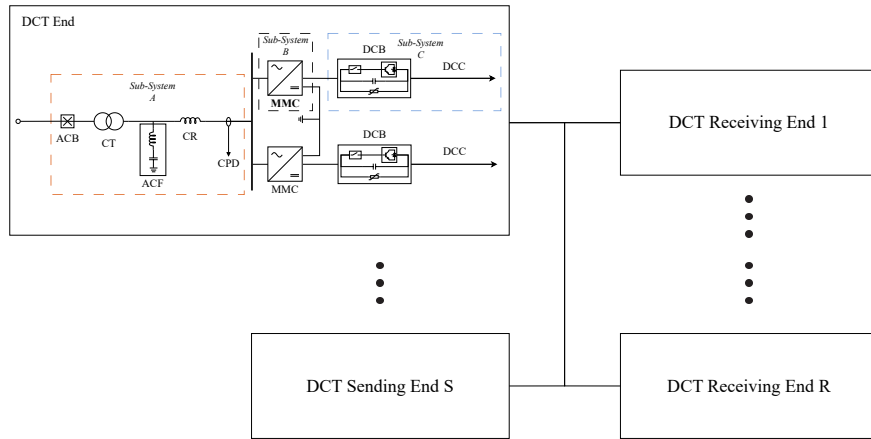 DCT End
Sub-System
A
ACB
CT
ACF
CR
CPD
Sub-System
B
MMC
DCB
Sub-System
C
DCC
MMC
DCB
DCC
DCT Receiving End 1
DCT Sending End S
DCT Receiving End R